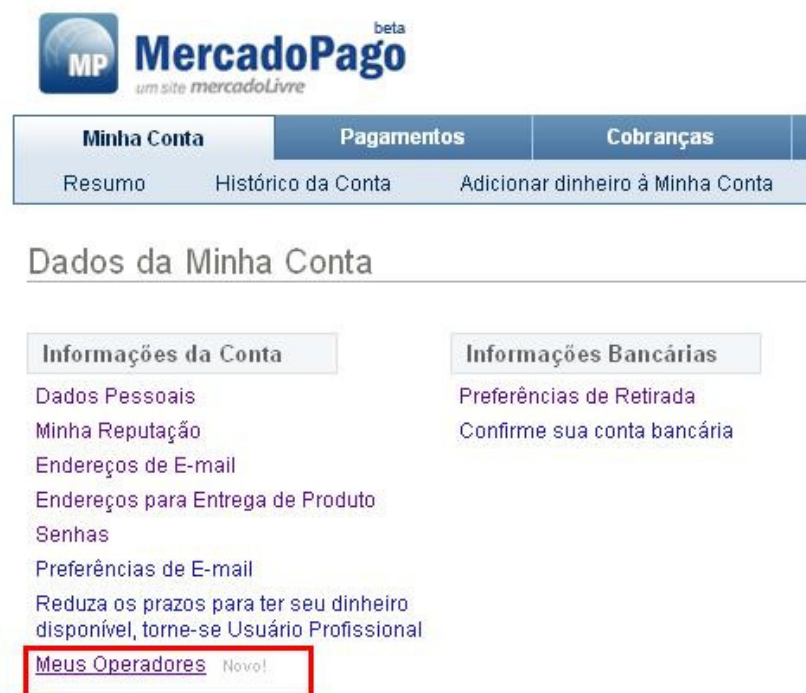 MP
beta
MercadoPago
um site mercadoLivre
Minha Conta Pagamentos Cobranças
Resumo Histórico da Conta Adicionar dinheiro à Minha Conta
Dados da Minha Conta
Informações da Conta
Dados Pessoais
Minha Reputação
Endereços de E-mail
Endereços para Entrega de Produto
Senhas
Preferências de E-mail
Reduza os prazos para ter seu dinheiro
disponível, torne-se Usuário Profissional
Meus Operadores Novo!
Informações Bancárias
Preferências de Retirada
Confirme sua conta bancária